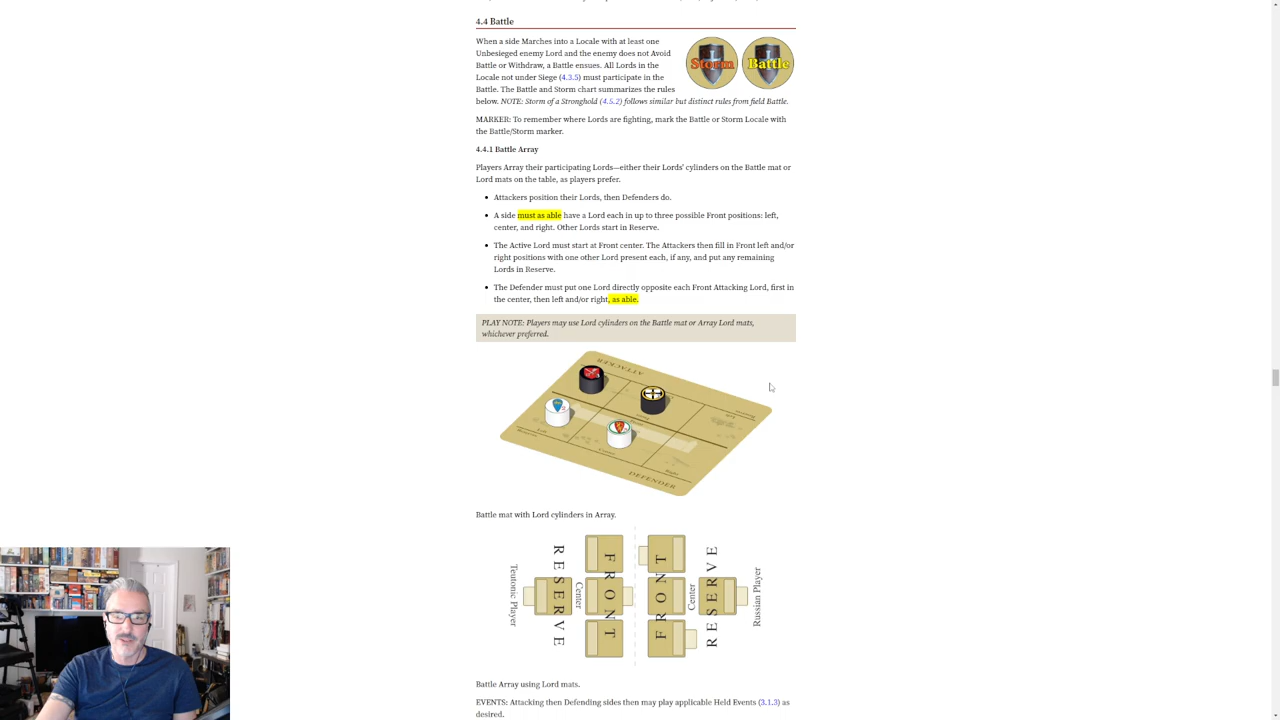 4.4 Battle
When a side Marches into a Locale with at least one
Unbesieged enemy Lord and the enemy does not Avoid
Battle or Withdraw, a Battle ensues. All Lords in the
Locale not under Siege (4.3.5) must participate in the
Battle. The Battle and Storm chart summarizes the rules
below. NOTE: Storm of a Stronghold (4.5.2) follows similar but distinct rules from field Battle.
Storm
Battle
MARKER: To remember where Lords are fighting, mark the Battle or Storm Locale with
the Battle/Storm marker.
4.4.1 Battle Array
Players Array their participating Lords—either their Lords' cylinders on the Battle mat or
Lord mats on the table, as players prefer.
Attackers position their Lords, then Defenders do.
A side must as able have a Lord each in up to three possible Front positions: left,
center, and right. Other Lords start in Reserve.
The Active Lord must start at Front center. The Attackers then fill in Front left and/or
right positions with one other Lord present each, if any, and put any remaining
Lords in Reserve.
The Defender must put one Lord directly opposite each Front Attacking Lord, first in
the center, then left and/or right, as able.
PLAY NOTE: Players may use Lord cylinders on the Battle mat or Array Lord mats,
whichever preferred.
ATTACKER
Reserve
Left
Left
Reserve
Center
Right
DEFENDER
Battle mat with Lord cylinders in Array.
Teutonic Player
RESERVE
Center
FRONT
FRONT
Center
RESERVE
Russian Player
Battle Array using Lord mats.
EVENTS: Attacking then Defending sides then may play applicable Held Events (3.1.3) as
desired.